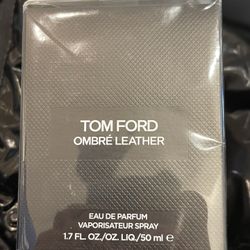 TOM FORD
OMBRÉ LEATHER
EAU DE PARFUM
VAPORISATEUR SPRAY
1.7 FL. OZ./OZ. LIQ./50 ml ℮